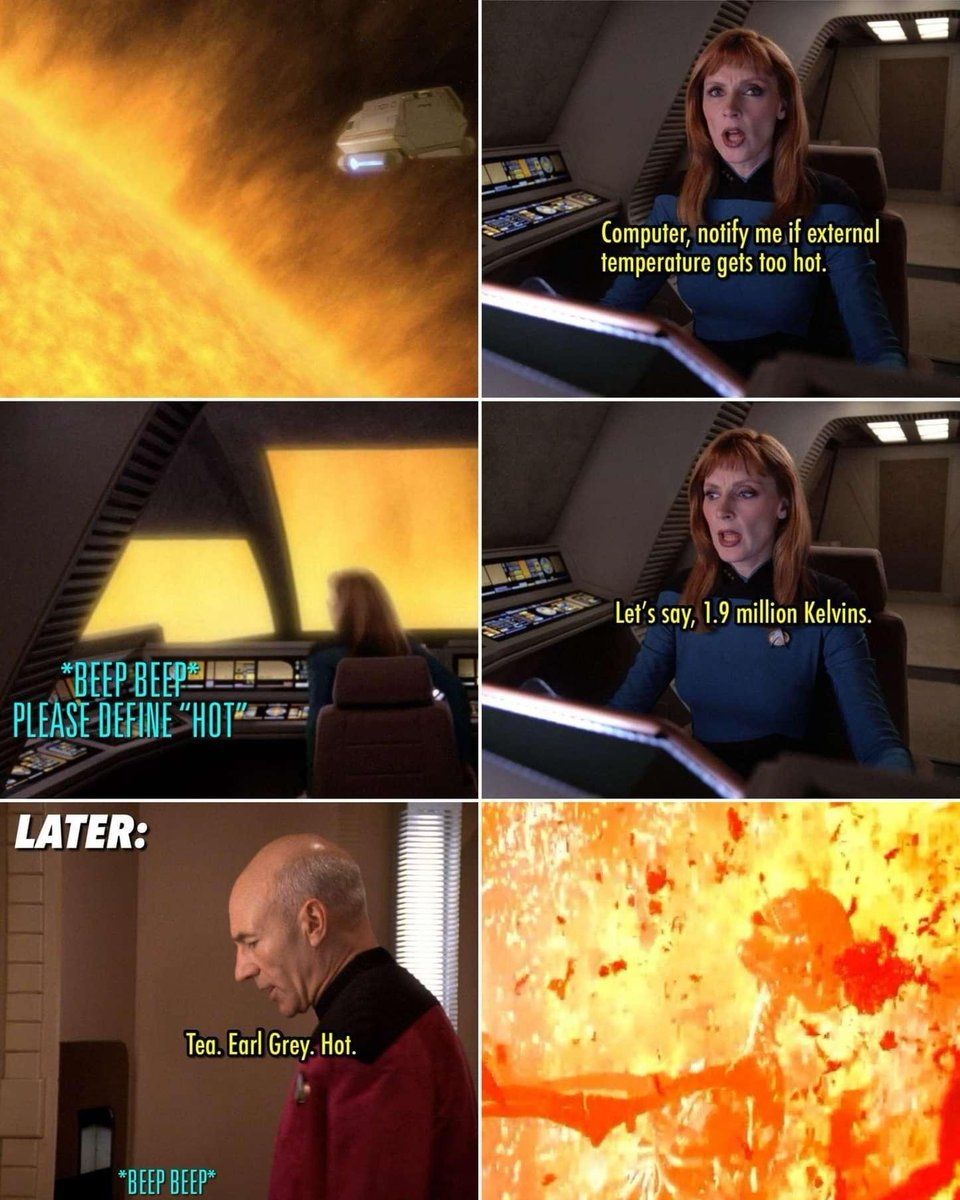 Computer, notify me if external
temperature gets too hot.
*BEEP BEEP*
PLEASE DEFINE "HOT"
Let's say, 1.9 million Kelvins.
LATER:
Tea. Earl Grey. Hot.
*BEEP BEEP*